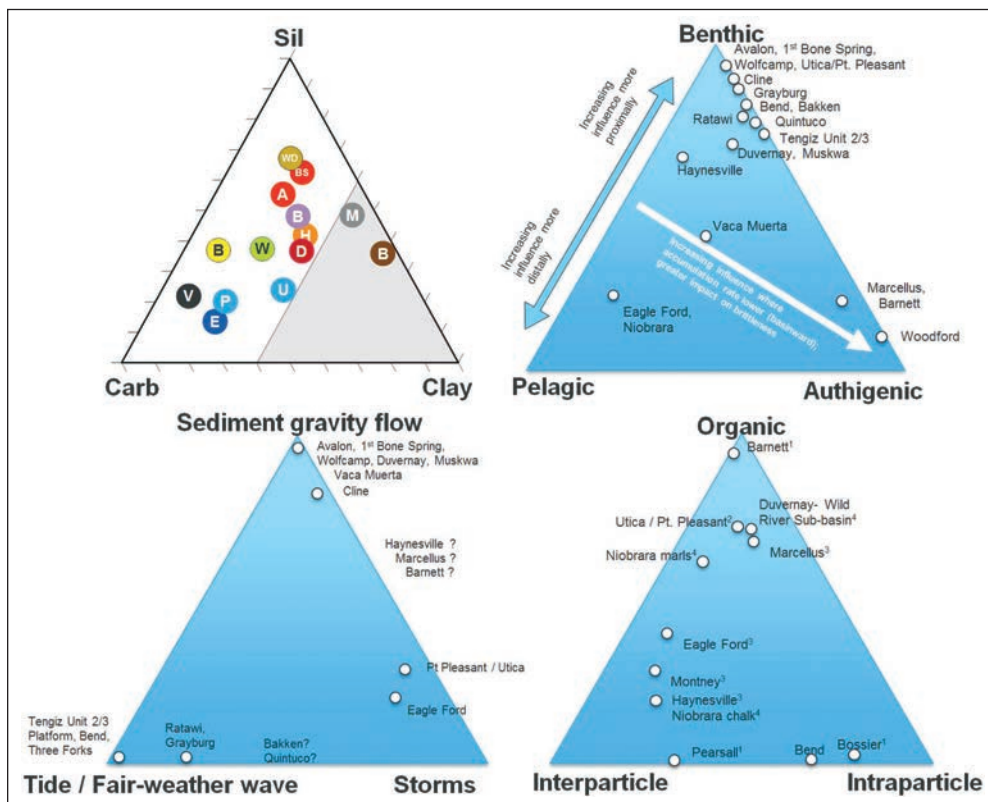 Sil
WD
BS
A
B
M
H
B
W
D
B
U
V
P
E
Carb
Clay
Benthic
Avalon, 1st Bone Spring,
Wolfcamp, Utica/Pt. Pleasant
Cline
Grayburg
Bend, Bakken
Ratawi
Quintuco
Tengiz Unit 2/3
Duvernay, Muskwa
Haynesville
Vaca Muerta
Increasing
influence more
proximally
Increasing
influence more
distally
Increasing influence where
accumulation rate lower (basinward);
greater impact on brittleness
Eagle Ford,
Niobrara
Marcellus,
Barnett
Woodford
Pelagic
Authigenic
Sediment gravity flow
Avalon, 1st Bone Spring,
Wolfcamp, Duvernay, Muskwa
Vaca Muerta
Cline
Haynesville ?
Marcellus ?
Barnett ?
Pt Pleasant / Utica
Eagle Ford
Tengiz Unit 2/3
Platform, Bend,
Three Forks
Ratawi,
Grayburg
Bakken?
Quintuco?
Tide / Fair-weather wave
Storms
Organic
Barnett¹
Duvernay- Wild
River Sub-basin⁴
Utica / Pt. Pleasant²
Marcellus³
Niobrara marls⁴
Eagle Ford³
Montney³
Haynesville³
Niobrara chalk⁴
Pearsall¹
Bend
Bossier¹
Interparticle
Intraparticle